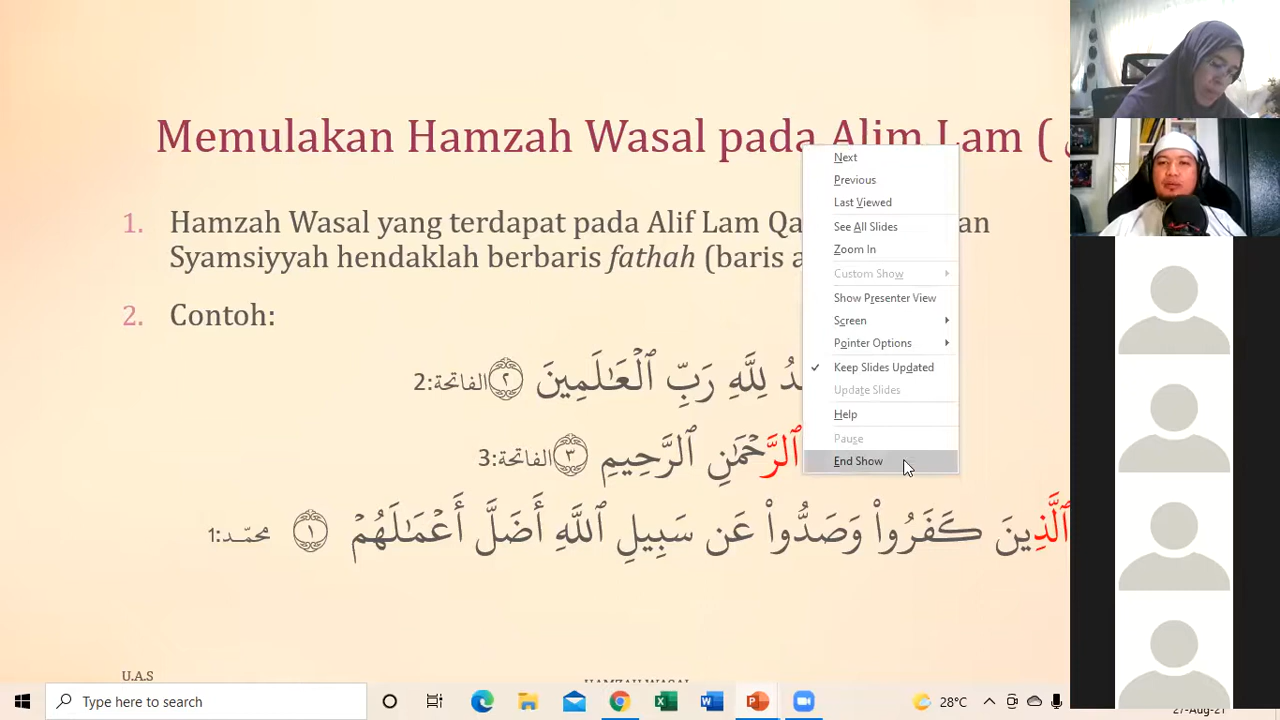 Memulakan Hamzah Wasal pada Alim Lam (
1. Hamzah Wasal yang terdapat pada Alif Lam
Syamsiyyah hendaklah berbaris fathah (baris
2. Contoh:
لِلَّهِ رَبِّ ٱلْعَـٰلَمِينَ ٢ الفاتحة:2
ٱلرَّحْمَـٰنِ ٱلرَّحِيمِ ٣ الفاتحة:3
ٱلَّذِينَ كَفَرُوا۟ وَصَدُّوا۟ عَن سَبِيلِ ٱللَّهِ أَضَلَّ أَعْمَـٰلَهُمْ ١ محمّد:1
Next
Previous
Last Viewed
See All Slides
Zoom In
Custom Show
Show Presenter View
Screen
Pointer Options
Keep Slides Updated
Update Slides
Help
Pause
End Show
U.A.S
HAMZAH WASAL
Type here to search
28°C
27-Aug-21